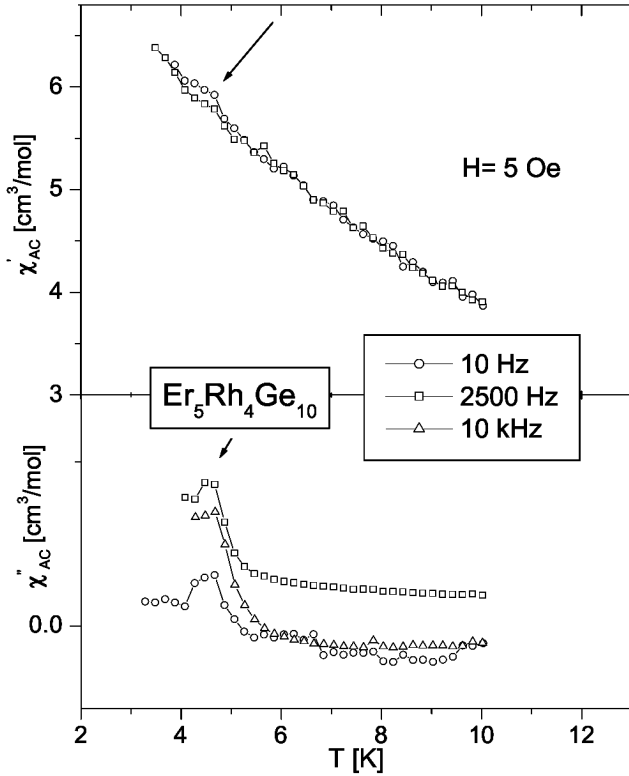 6
5
4
3
χ'AC [cm³/mol]
H= 5 Oe
10 Hz
2500 Hz
10 kHz
Er₅Rh₄Ge₁₀
χ''AC [cm³/mol]
0.0
2 4 6 8 10 12
T [K]